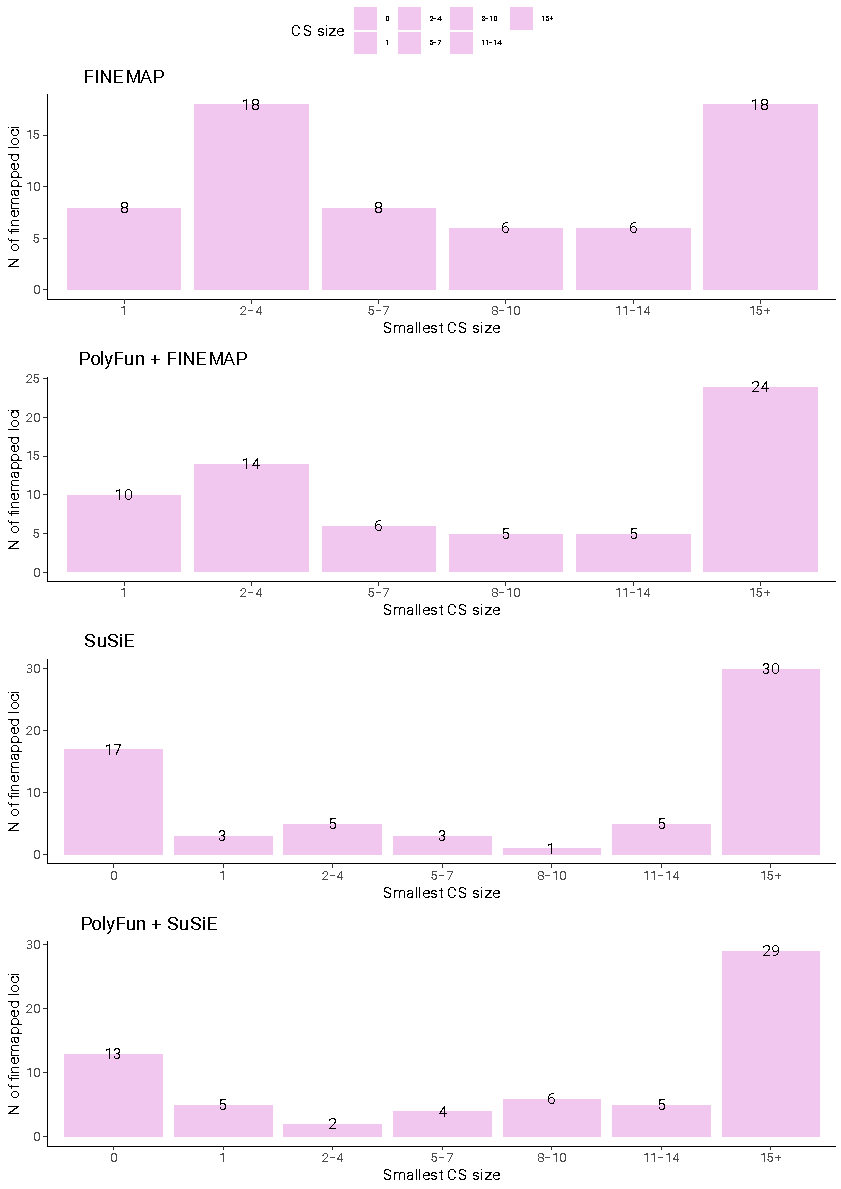 CS size
0 2-4 8-10 15+
1 5-7 11-14
FINEMAP
N of finemapped loci
15
10
5
0
8 18 8 6 6 18
1 2-4 5-7 8-10 11-14 15+
Smallest CS size
PolyFun + FINEMAP
N of finemapped loci
25
20
15
10
5
0
10 14 6 5 5 24
1 2-4 5-7 8-10 11-14 15+
Smallest CS size
SuSiE
N of finemapped loci
30
20
10
0
17 3 5 3 1 5 30
0 1 2-4 5-7 8-10 11-14 15+
Smallest CS size
PolyFun + SuSiE
N of finemapped loci
30
20
10
0
13 5 2 4 6 5 29
0 1 2-4 5-7 8-10 11-14 15+
Smallest CS size